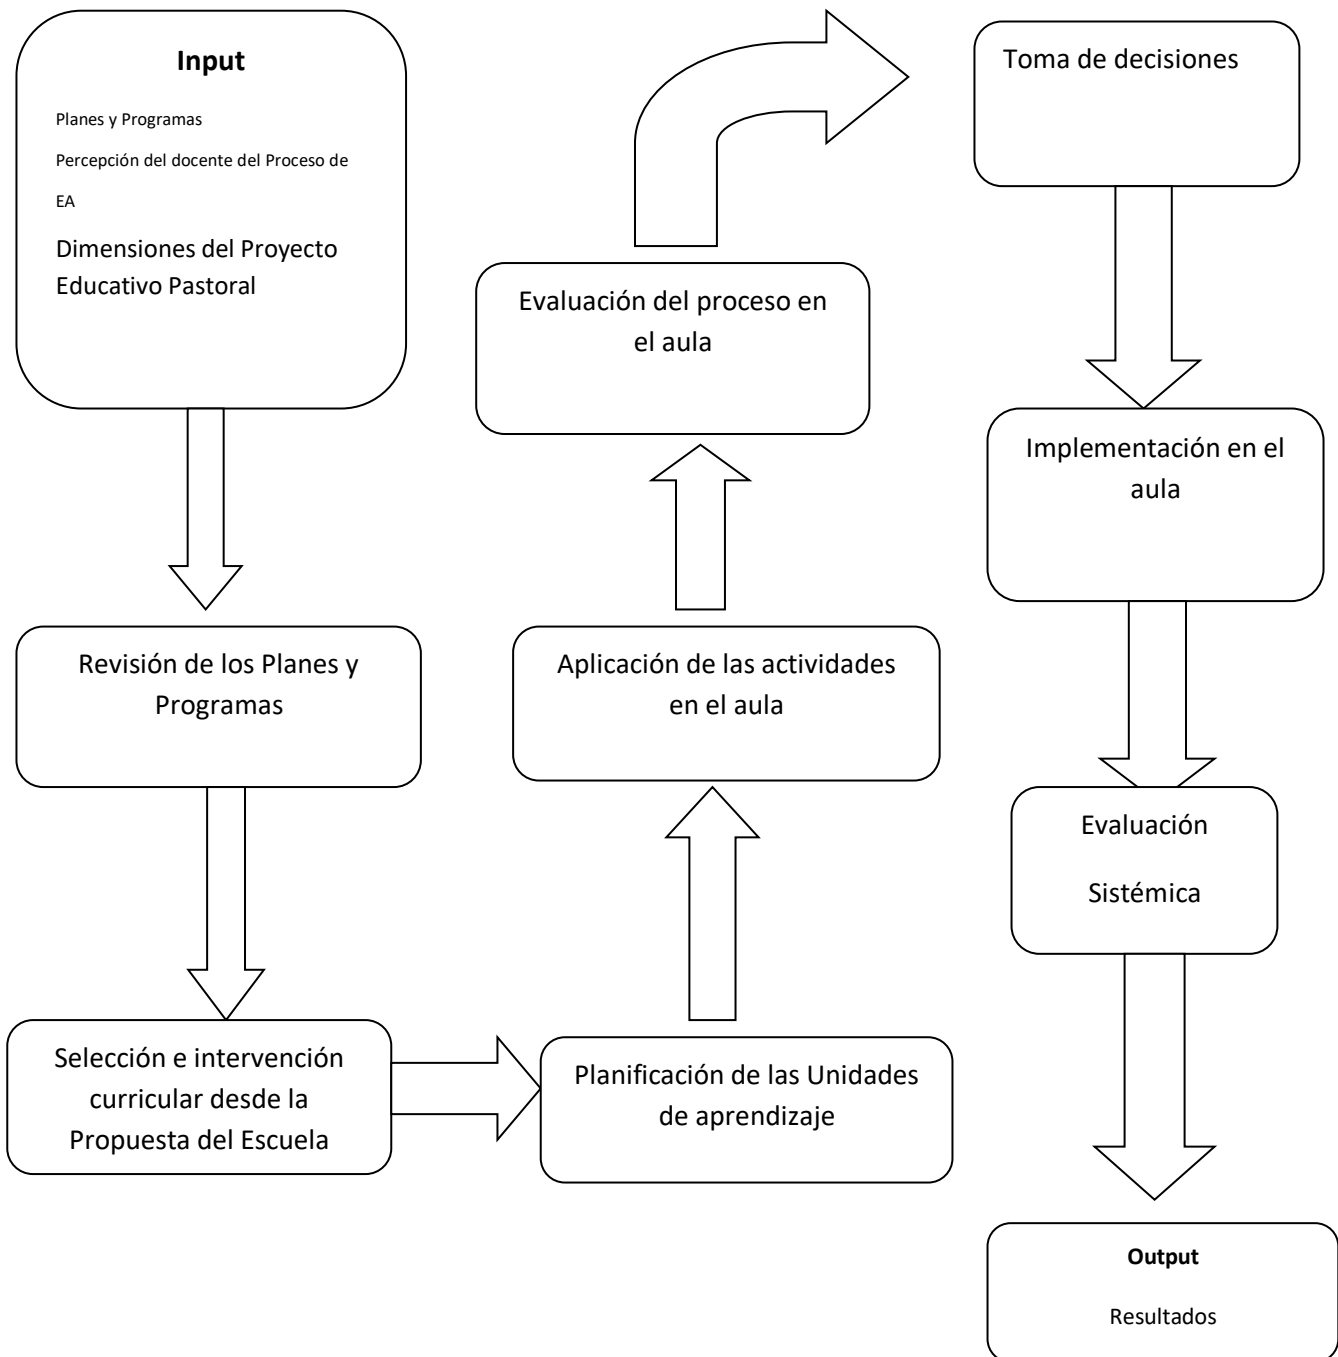 Input
Planes y Programas
Percepción del docente del Proceso de
EA
Dimensiones del Proyecto
Educativo Pastoral
Revisión de los Planes y
Programas
Selección e intervención
curricular desde la
Propuesta del Escuela
Planificación de las Unidades
de aprendizaje
Aplicación de las actividades
en el aula
Evaluación del proceso en
el aula
Toma de decisiones
Implementación en el
aula
Evaluación
Sistémica
Output
Resultados